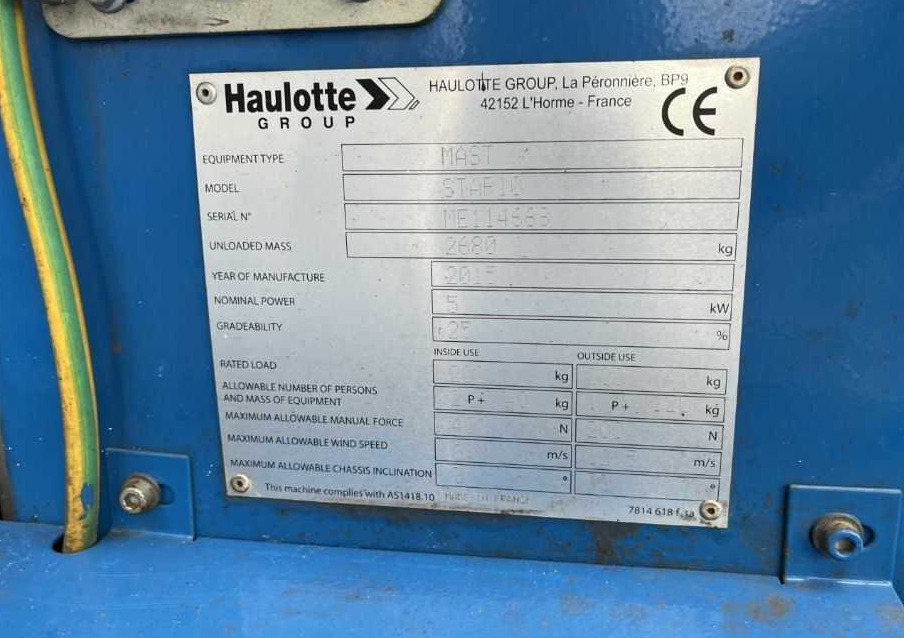 Haulotte
GROUP
HAULOTTE GROUP, La Péronnière, BP9
42152 L'Horme - France
CE
EQUIPMENT TYPE MAST
MODEL STAR10
SERIAL N°
UNLOADED MASS 2680 kg
YEAR OF MANUFACTURE 2015
NOMINAL POWER 5 kW
GRADEABILITY 25 %
INSIDE USE OUTSIDE USE
RATED LOAD kg kg
ALLOWABLE NUMBER OF PERSONS
AND MASS OF EQUIPMENT P + kg P + kg
MAXIMUM ALLOWABLE MANUAL FORCE N N
MAXIMUM ALLOWABLE WIND SPEED m/s m/s
MAXIMUM ALLOWABLE CHASSIS INCLINATION ° °
This machine complies with AS1418.10 MADE IN FRANCE
7814 618 f